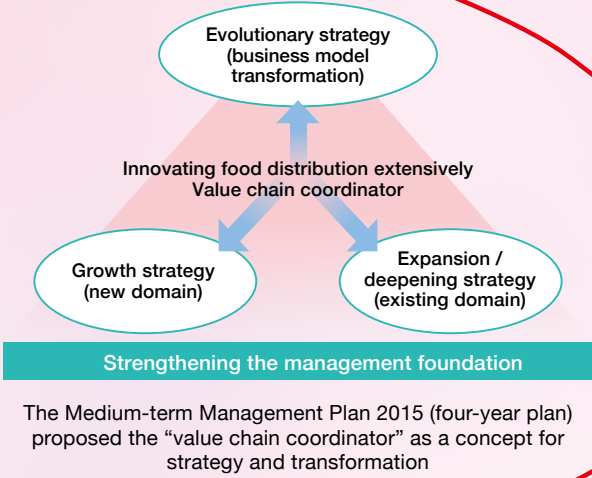 Evolutionary strategy
(business model
transformation)
Innovating food distribution extensively
Value chain coordinator
Growth strategy
(new domain)
Expansion /
deepening strategy
(existing domain)
Strengthening the management foundation
The Medium-term Management Plan 2015 (four-year plan)
proposed the “value chain coordinator” as a concept for
strategy and transformation